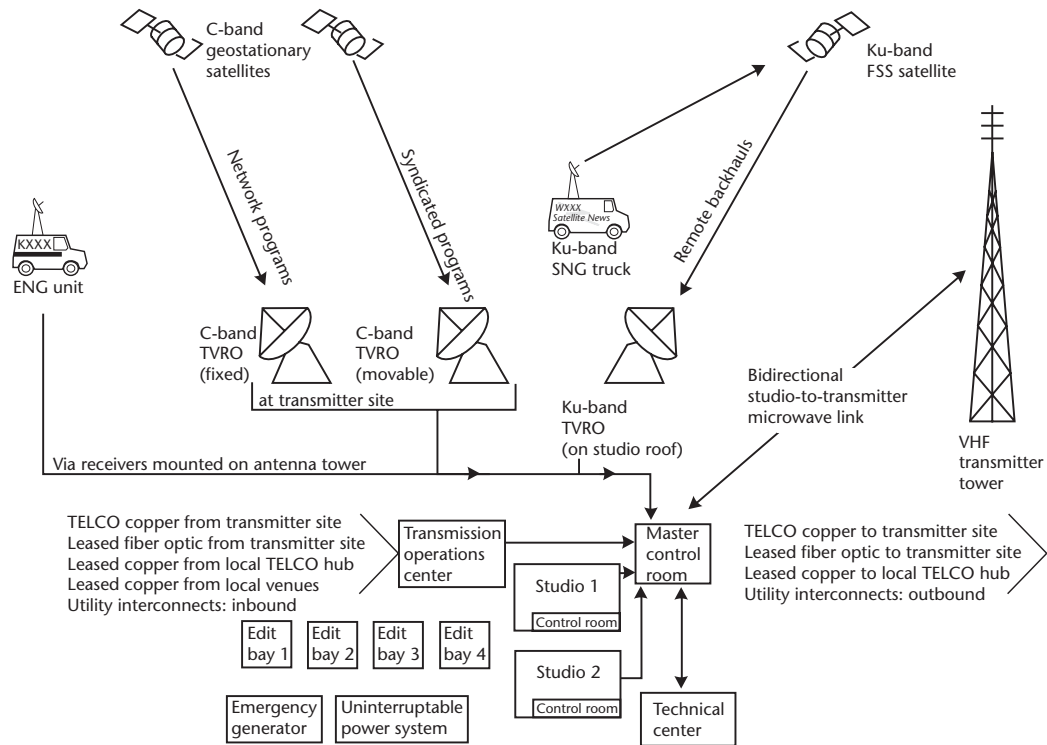 C-band
geostationary
satellites
Ku-band
FSS satellite
Network programs
Syndicated programs
Remote backhauls
KXXX
ENG unit
WXXX
Satellite News
Ku-band
SNG truck
C-band
TVRO
(fixed)
C-band
TVRO
(movable)
at transmitter site
Ku-band
TVRO
(on studio roof)
Bidirectional
studio-to-transmitter
microwave link
VHF
transmitter
tower
Via receivers mounted on antenna tower
TELCO copper from transmitter site
Leased fiber optic from transmitter site
Leased copper from local TELCO hub
Leased copper from local venues
Utility interconnects: inbound
Transmission
operations
center
Master
control
room
TELCO copper to transmitter site
Leased fiber optic to transmitter site
Leased copper to local TELCO hub
Utility interconnects: outbound
Studio 1
Control room
Edit
bay 1
Edit
bay 2
Edit
bay 3
Edit
bay 4
Studio 2
Control room
Emergency
generator
Uninterruptable
power system
Technical
center